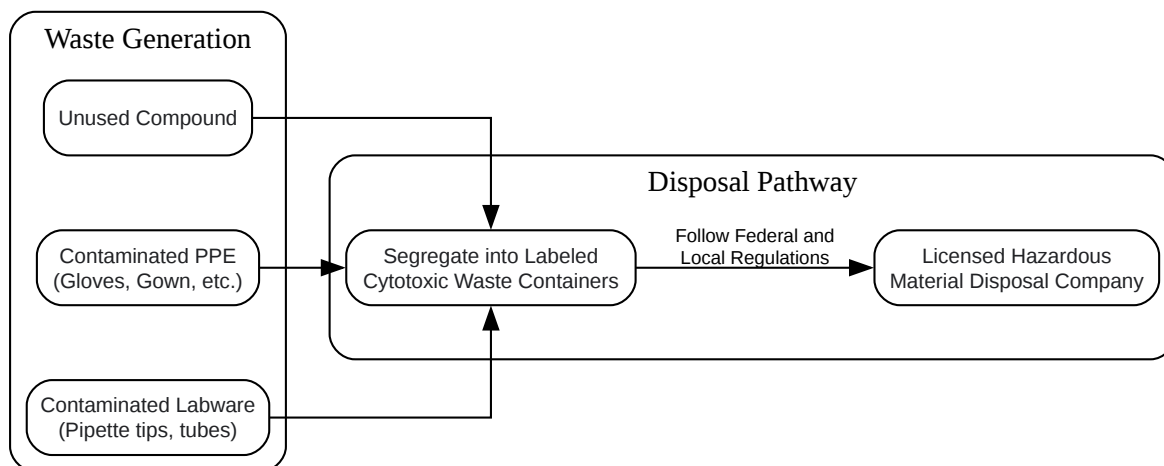 Waste Generation
Unused Compound
Contaminated PPE
(Gloves, Gown, etc.)
Contaminated Labware
(Pipette tips, tubes)
Disposal Pathway
Segregate into Labeled
Cytotoxic Waste Containers
Follow Federal and
Local Regulations
Licensed Hazardous
Material Disposal Company